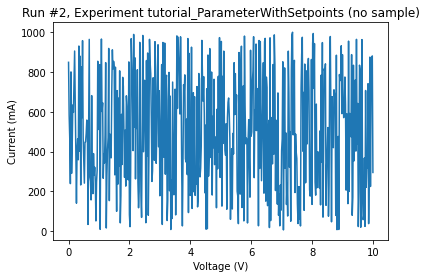 Run #2, Experiment tutorial_ParameterWithSetpoints (no sample)
1000
800
600
400
200
0
Current (mA)
0 2 4 6 8 10
Voltage (V)